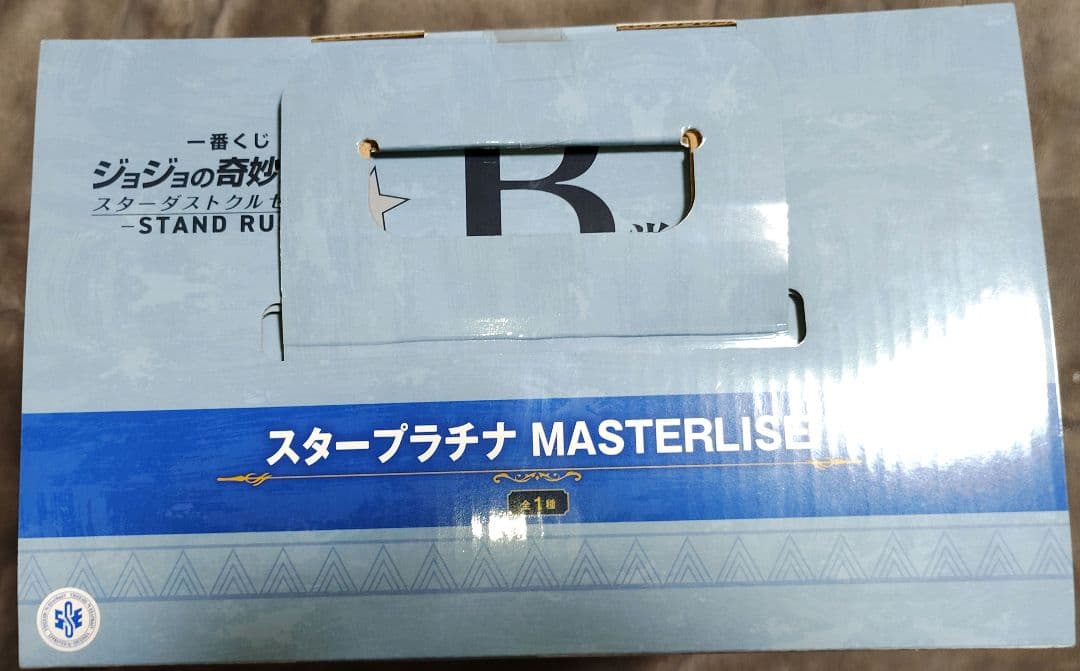 一番くじ
ジョジョの奇妙
スターダストクルセ
-STAND RU
R
スタープラチナ MASTERLISE
全1種